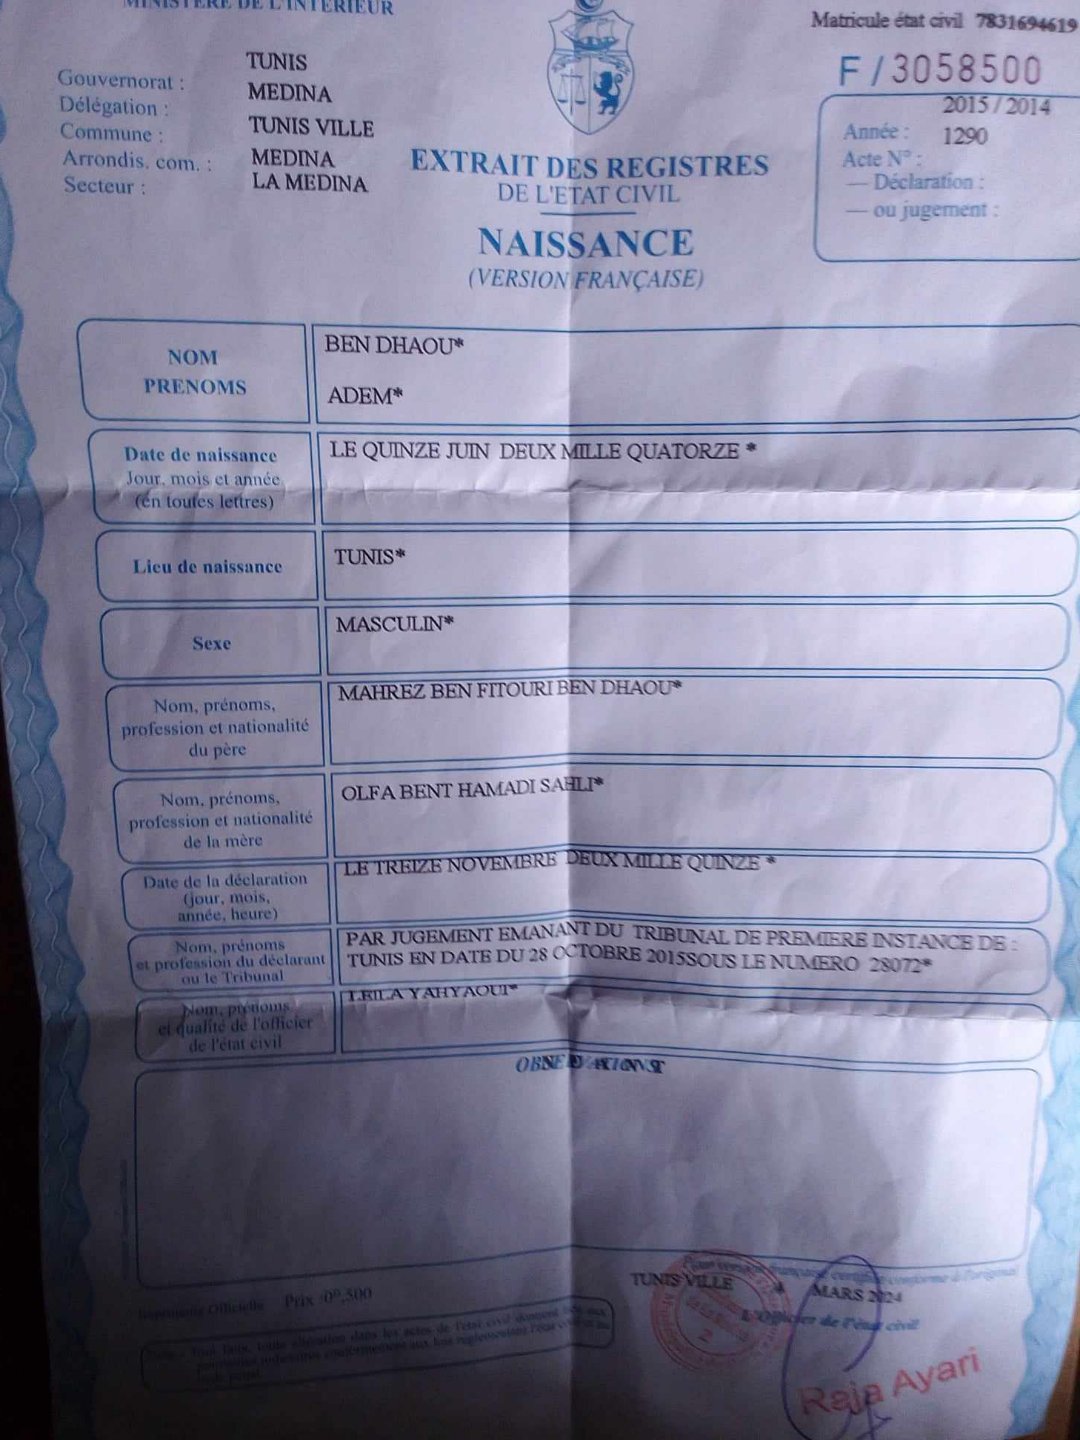 MINISTERE DE L'INTERIEUR
Matricule état civil 7831694619
F / 3058500
Gouvernorat : TUNIS
Délégation : MEDINA
Commune : TUNIS VILLE
Arrondis. com. : MEDINA
Secteur : LA MEDINA
2015 / 2014
Année : 1290
Acte N° :
— Déclaration :
— ou jugement :
EXTRAIT DES REGISTRES
DE L'ETAT CIVIL
NAISSANCE
(VERSION FRANÇAISE)
NOM
PRENOMS
BEN DHAOU*
ADEM*
Date de naissance
Jour, mois et année
(en toutes lettres)
LE QUINZE JUIN DEUX MILLE QUATORZE *
Lieu de naissance
TUNIS*
Sexe
MASCULIN*
Nom, prénoms,
profession et nationalité
du père
MAHREZ BEN FITOURI BEN DHAOU*
Nom, prénoms,
profession et nationalité
de la mère
OLFA BENT HAMADI SAHLI*
Date de la déclaration
(jour, mois,
année, heure)
LE TREIZE NOVEMBRE DEUX MILLE QUINZE *
Nom, prénoms
et profession du déclarant
ou le Tribunal
PAR JUGEMENT EMANANT DU TRIBUNAL DE PREMIERE INSTANCE DE :
TUNIS EN DATE DU 28 OCTOBRE 2015SOUS LE NUMERO 28072*
Nom, prénoms
et qualité de l'officier
de l'état civil
LEILA YAHYAOUI*
Imprimerie Officielle Prix 0ᴰ,500
conforme à l'original
TUNIS VILLE 4 MARS 2024
L'Officier de l'état civil
2
Raja Ayari